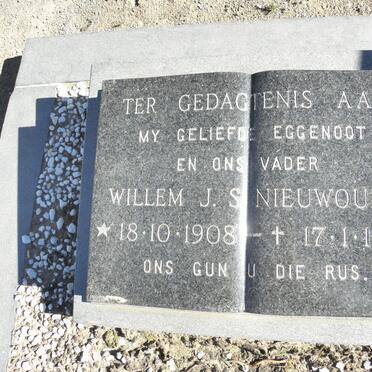 TER GEDAGTENIS AA
MY GELIEFDE EGGENOOT
EN ONS VADER
WILLEM J. S. NIEUWOU
★ 18·10·1908 – ✝ 17·1·1
ONS GUN U DIE RUS.